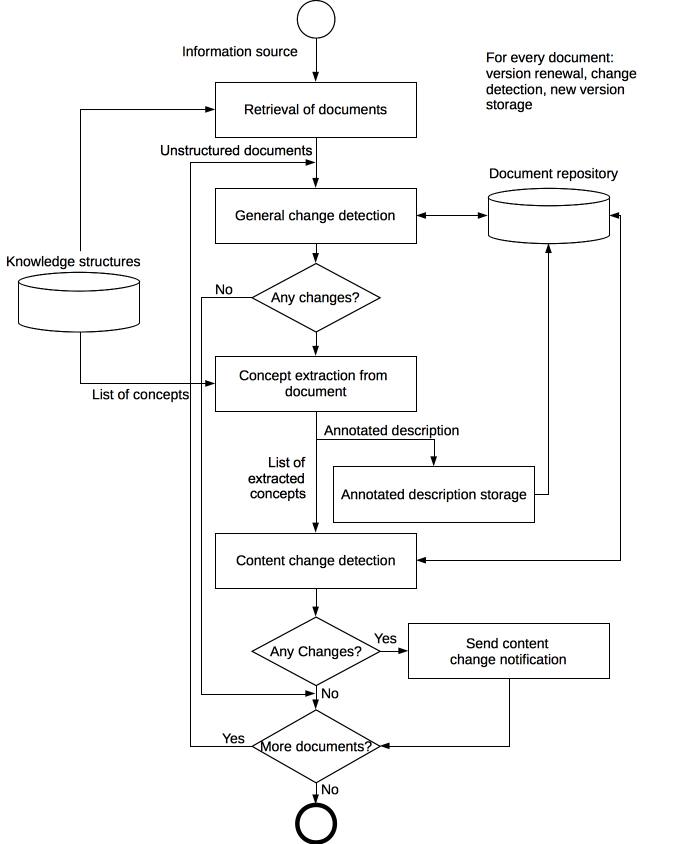 Information source
For every document:
version renewal, change
detection, new version
storage
Retrieval of documents
Unstructured documents
Document repository
General change detection
Knowledge structures
No
Any changes?
Concept extraction from
document
List of concepts
Annotated description
List of
extracted
concepts
Annotated description storage
Content change detection
Any Changes?
Yes
Send content
change notification
No
Yes
More documents?
No